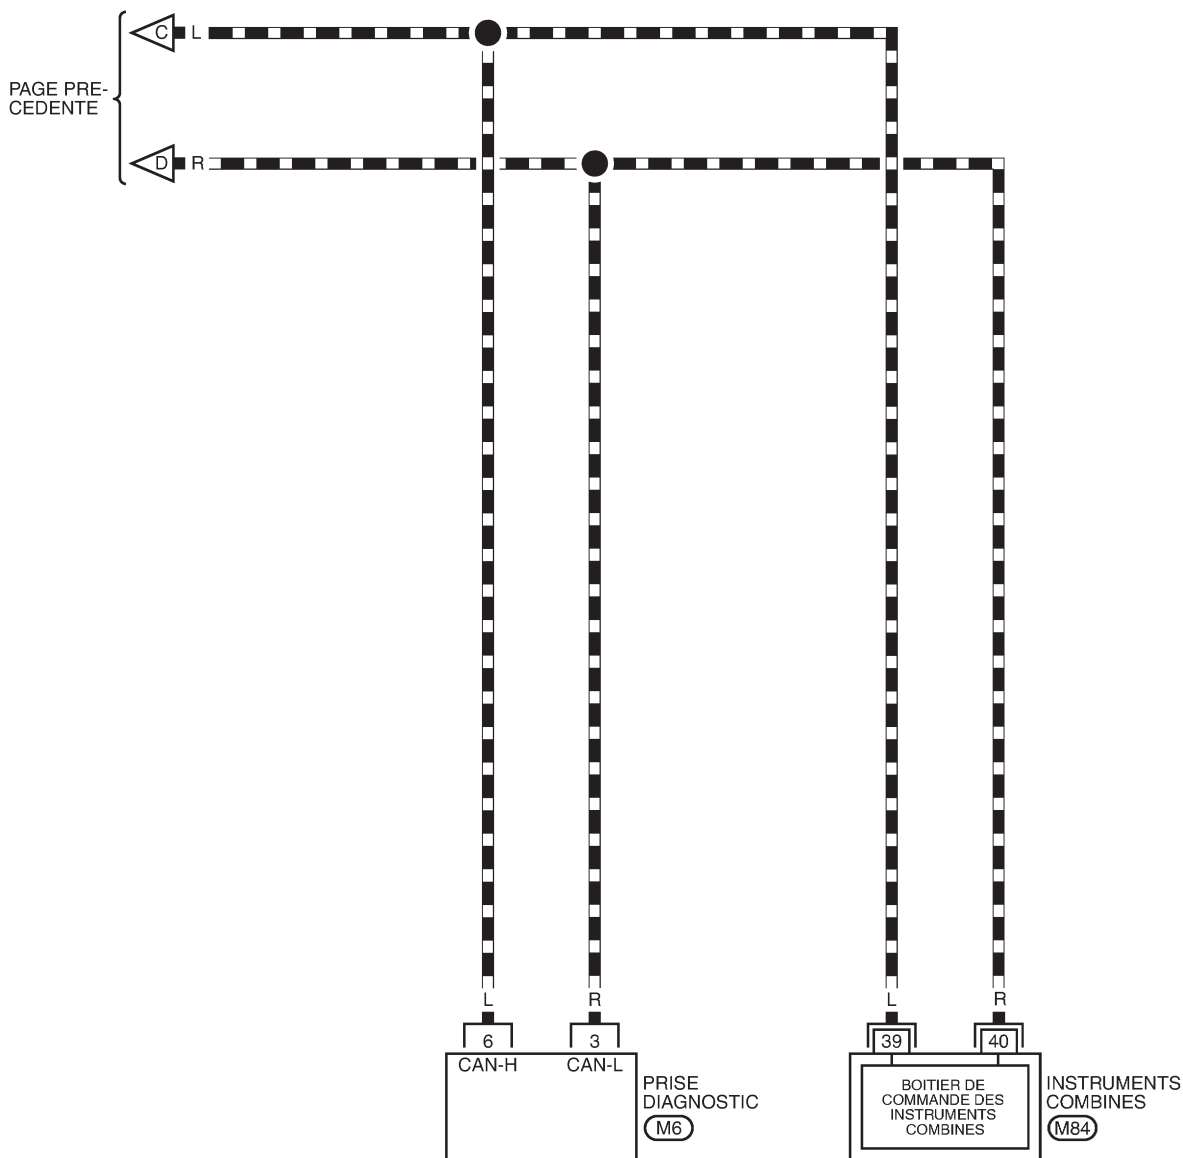 C L
PAGE PRE-
CEDENTE
D R
L R L R
6 3 39 40
CAN-H CAN-L
PRISE
DIAGNOSTIC
M6
BOITIER DE
COMMANDE DES
INSTRUMENTS
COMBINES
INSTRUMENTS
COMBINES
M84